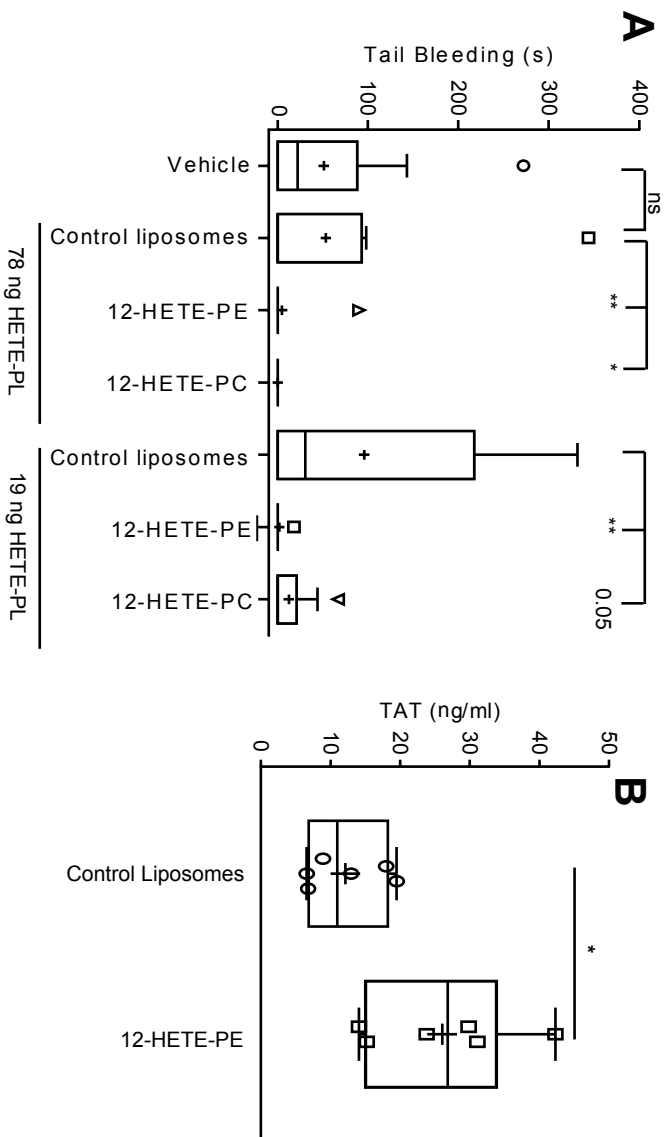 A
Tail Bleeding (s)
400
300
200
100
0
ns
**
*
**
0.05
Vehicle
Control liposomes
12-HETE-PE
12-HETE-PC
Control liposomes
12-HETE-PE
12-HETE-PC
78 ng HETE-PL
19 ng HETE-PL
B
TAT (ng/ml)
50
40
30
20
10
0
*
Control Liposomes
12-HETE-PE